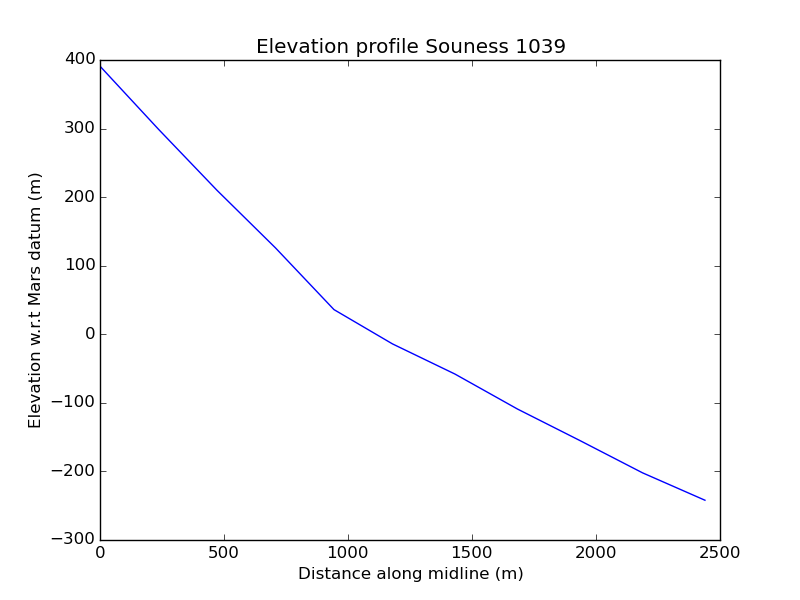 Elevation profile Souness 1039
400
300
200
100
0
−100
−200
−300
Elevation w.r.t Mars datum (m)
0 500 1000 1500 2000 2500
Distance along midline (m)